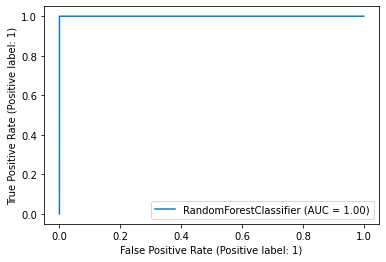 1.0
0.8
0.6
0.4
0.2
0.0
True Positive Rate (Positive label: 1)
RandomForestClassifier (AUC = 1.00)
0.0 0.2 0.4 0.6 0.8 1.0
False Positive Rate (Positive label: 1)